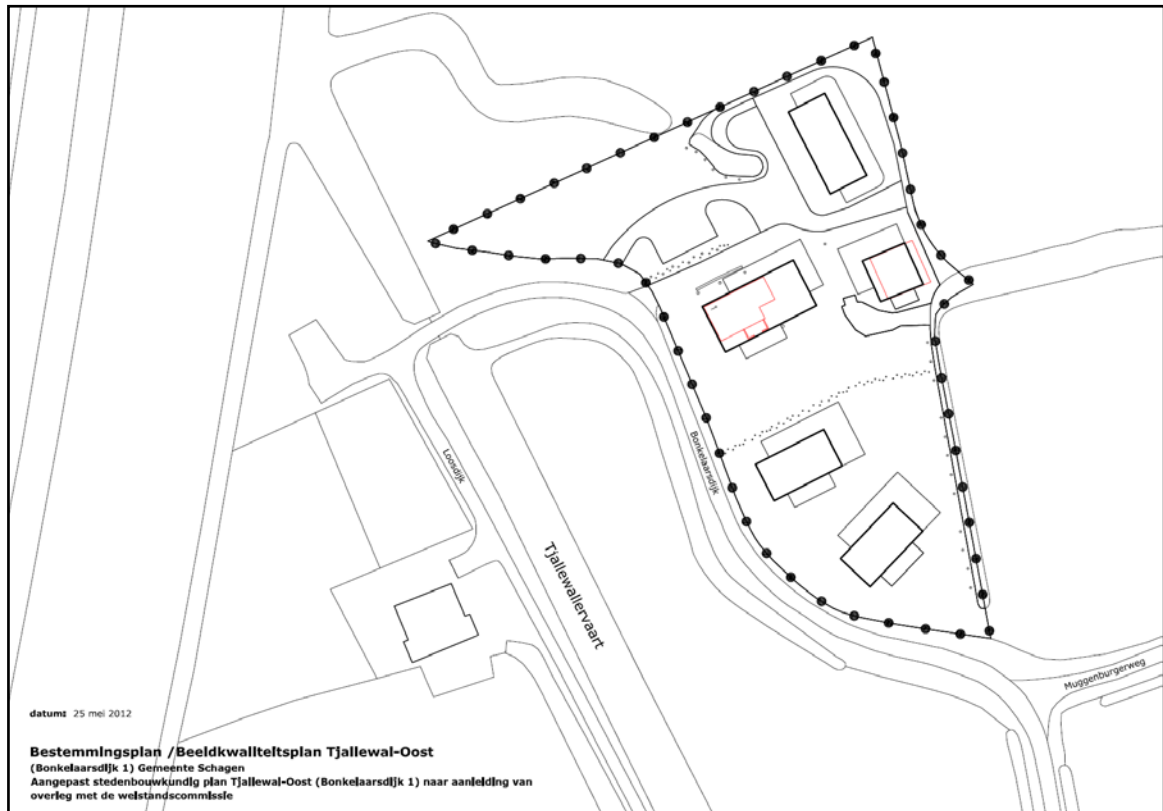 Bonkelaarsdijk
Loosdijk
Tjallewallervaart
Muggenburgerweg
datum: 25 mei 2012
Bestemmingsplan /Beeldkwaliteitsplan Tjallewal-Oost
(Bonkelaarsdijk 1) Gemeente Schagen
Aangepast stedenbouwkundig plan Tjallewal-Oost (Bonkelaarsdijk 1) naar aanleiding van
overleg met de welstandscommissie